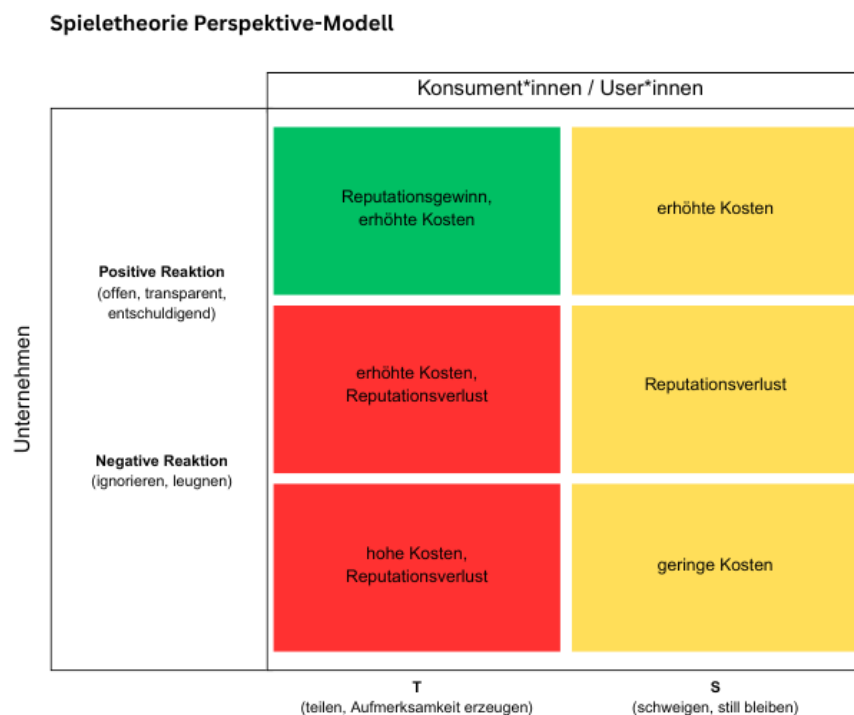 Spieletheorie Perspektive-Modell
Konsument*innen / User*innen
Unternehmen
Positive Reaktion
(offen, transparent,
entschuldigend)
Reputationsgewinn,
erhöhte Kosten
erhöhte Kosten
erhöhte Kosten,
Reputationsverlust
Reputationsverlust
Negative Reaktion
(ignorieren, leugnen)
hohe Kosten,
Reputationsverlust
geringe Kosten
T
(teilen, Aufmerksamkeit erzeugen)
S
(schweigen, still bleiben)